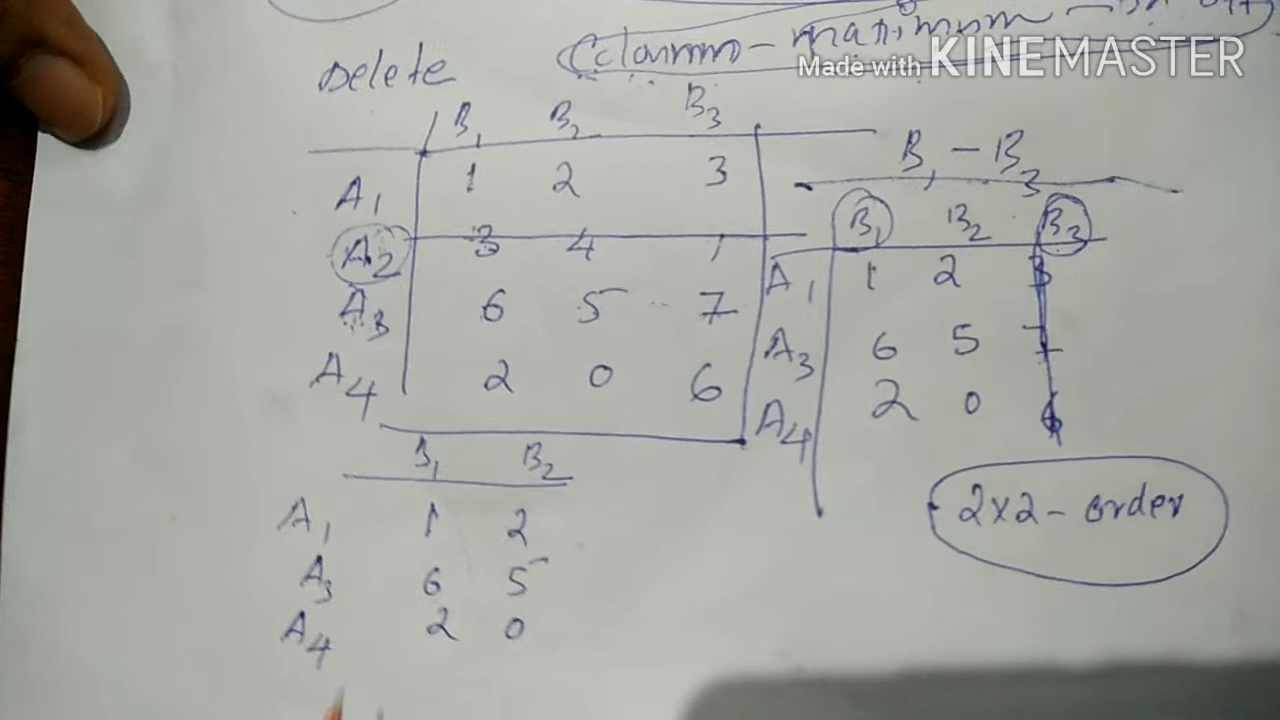 Made with KINEMASTER
Delete Column - maximum -
B1 B2 B3
A1 1 2 3
A2 3 4 1
A3 6 5 7
A4 2 0 6
B1 - B3
B1 B2 B3
A1 1 2 3
A3 6 5 7
A4 2 0 6
2x2 - order
B1 B2
A1 1 2
A3 6 5
A4 2 0